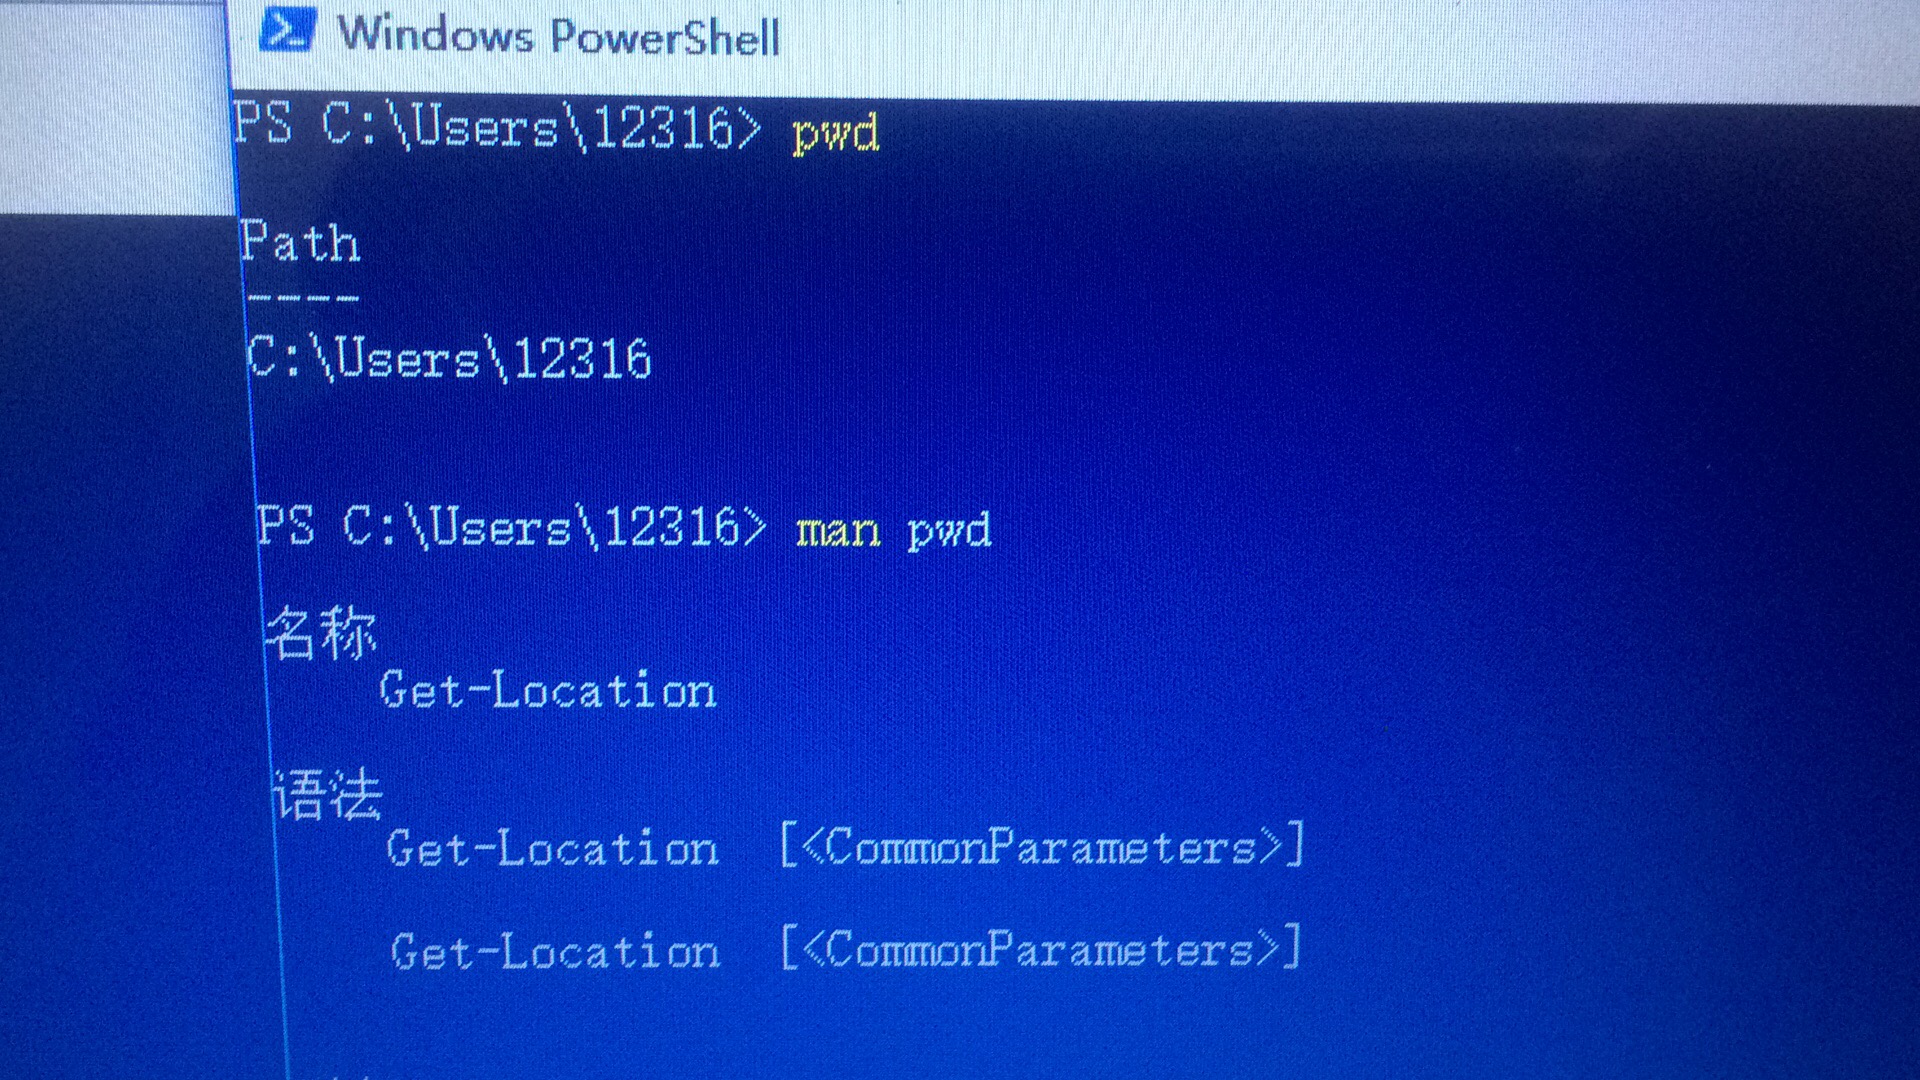 Windows PowerShell
PS C:\Users\12316> pwd
Path
----
C:\Users\12316
PS C:\Users\12316> man pwd
名称
Get-Location
语法
Get-Location [<CommonParameters>]
Get-Location [<CommonParameters>]